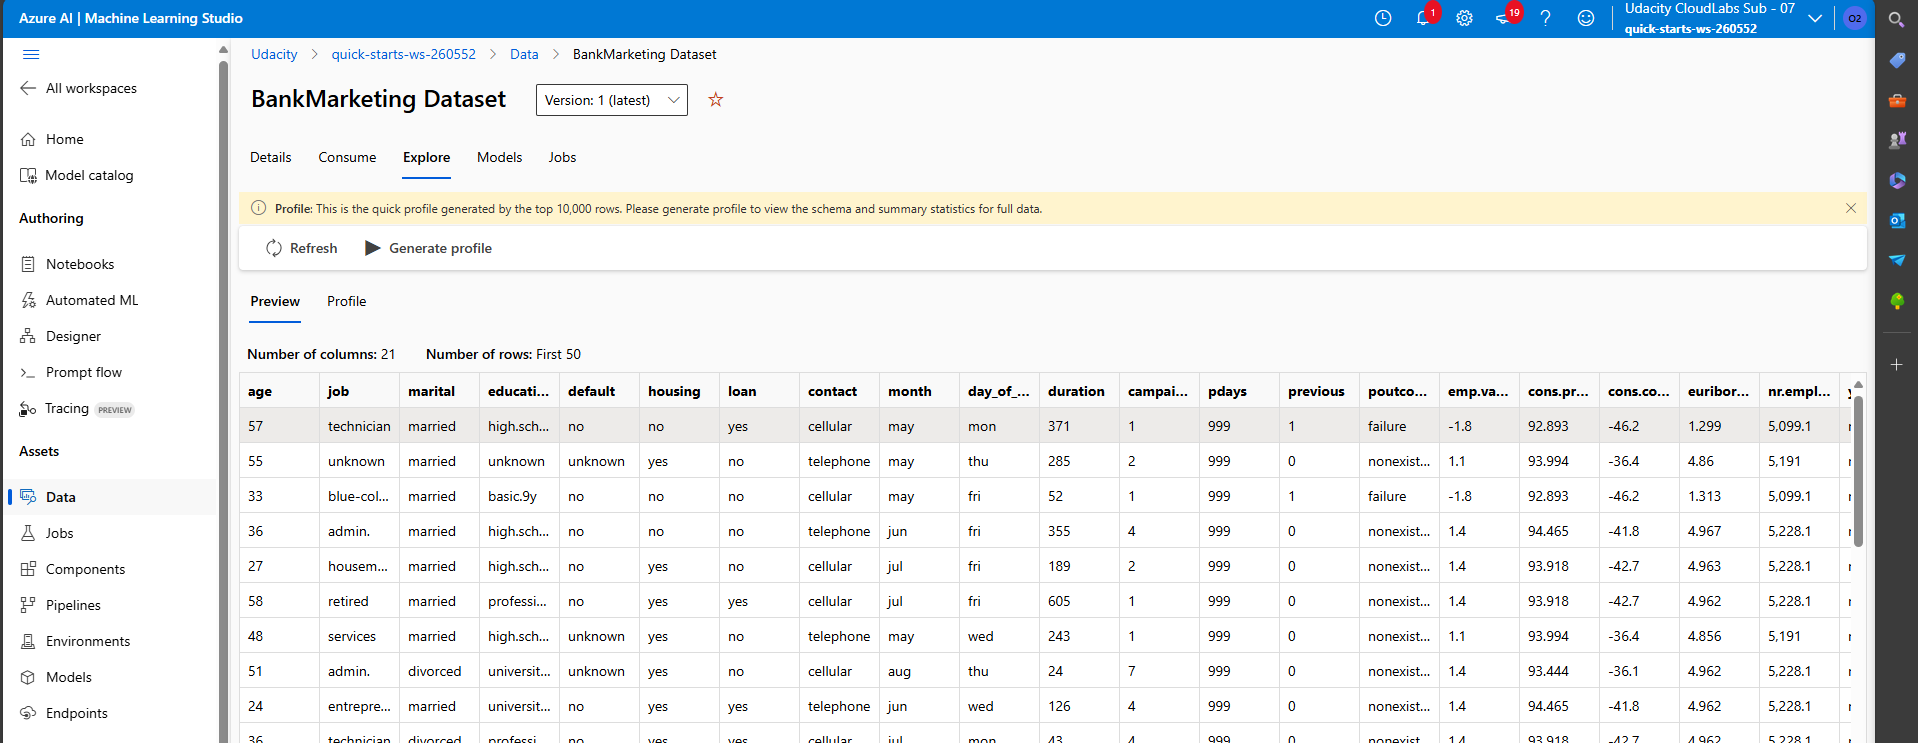 Azure AI | Machine Learning Studio
1
19
Udacity CloudLabs Sub - 07
quick-starts-ws-260552
O2
All workspaces
Home
Model catalog
Authoring
Notebooks
Automated ML
Designer
Prompt flow
Tracing PREVIEW
Assets
Data
Jobs
Components
Pipelines
Environments
Models
Endpoints
Udacity > quick-starts-ws-260552 > Data > BankMarketing Dataset
BankMarketing Dataset
Version: 1 (latest)
Details Consume Explore Models Jobs
Profile: This is the quick profile generated by the top 10,000 rows. Please generate profile to view the schema and summary statistics for full data.
Refresh Generate profile
Preview Profile
Number of columns: 21 Number of rows: First 50
age job marital educati... default housing loan contact month day_of_... duration campai... pdays previous poutco... emp.va... cons.pr... cons.co... euribor... nr.empl...
57 technician married high.sch... no no yes cellular may mon 371 1 999 1 failure -1.8 92.893 -46.2 1.299 5,099.1
55 unknown married unknown unknown yes no telephone may thu 285 2 999 0 nonexist... 1.1 93.994 -36.4 4.86 5,191
33 blue-col... married basic.9y no no no cellular may fri 52 1 999 1 failure -1.8 92.893 -46.2 1.313 5,099.1
36 admin. married high.sch... no no no telephone jun fri 355 4 999 0 nonexist... 1.4 94.465 -41.8 4.967 5,228.1
27 housem... married high.sch... no yes no cellular jul fri 189 2 999 0 nonexist... 1.4 93.918 -42.7 4.963 5,228.1
58 retired married professi... no yes yes cellular jul fri 605 1 999 0 nonexist... 1.4 93.918 -42.7 4.962 5,228.1
48 services married high.sch... unknown yes no telephone may wed 243 1 999 0 nonexist... 1.1 93.994 -36.4 4.856 5,191
51 admin. divorced universit... unknown yes no cellular aug thu 24 7 999 0 nonexist... 1.4 93.444 -36.1 4.962 5,228.1
24 entrepre... married universit... no yes yes telephone jun wed 126 4 999 0 nonexist... 1.4 94.465 -41.8 4.962 5,228.1
36 technician divorced professi... no yes yes cellular jul mon 43 4 999 0 nonexist... 1.4 93.918 -42.7 4.962 5,228.1